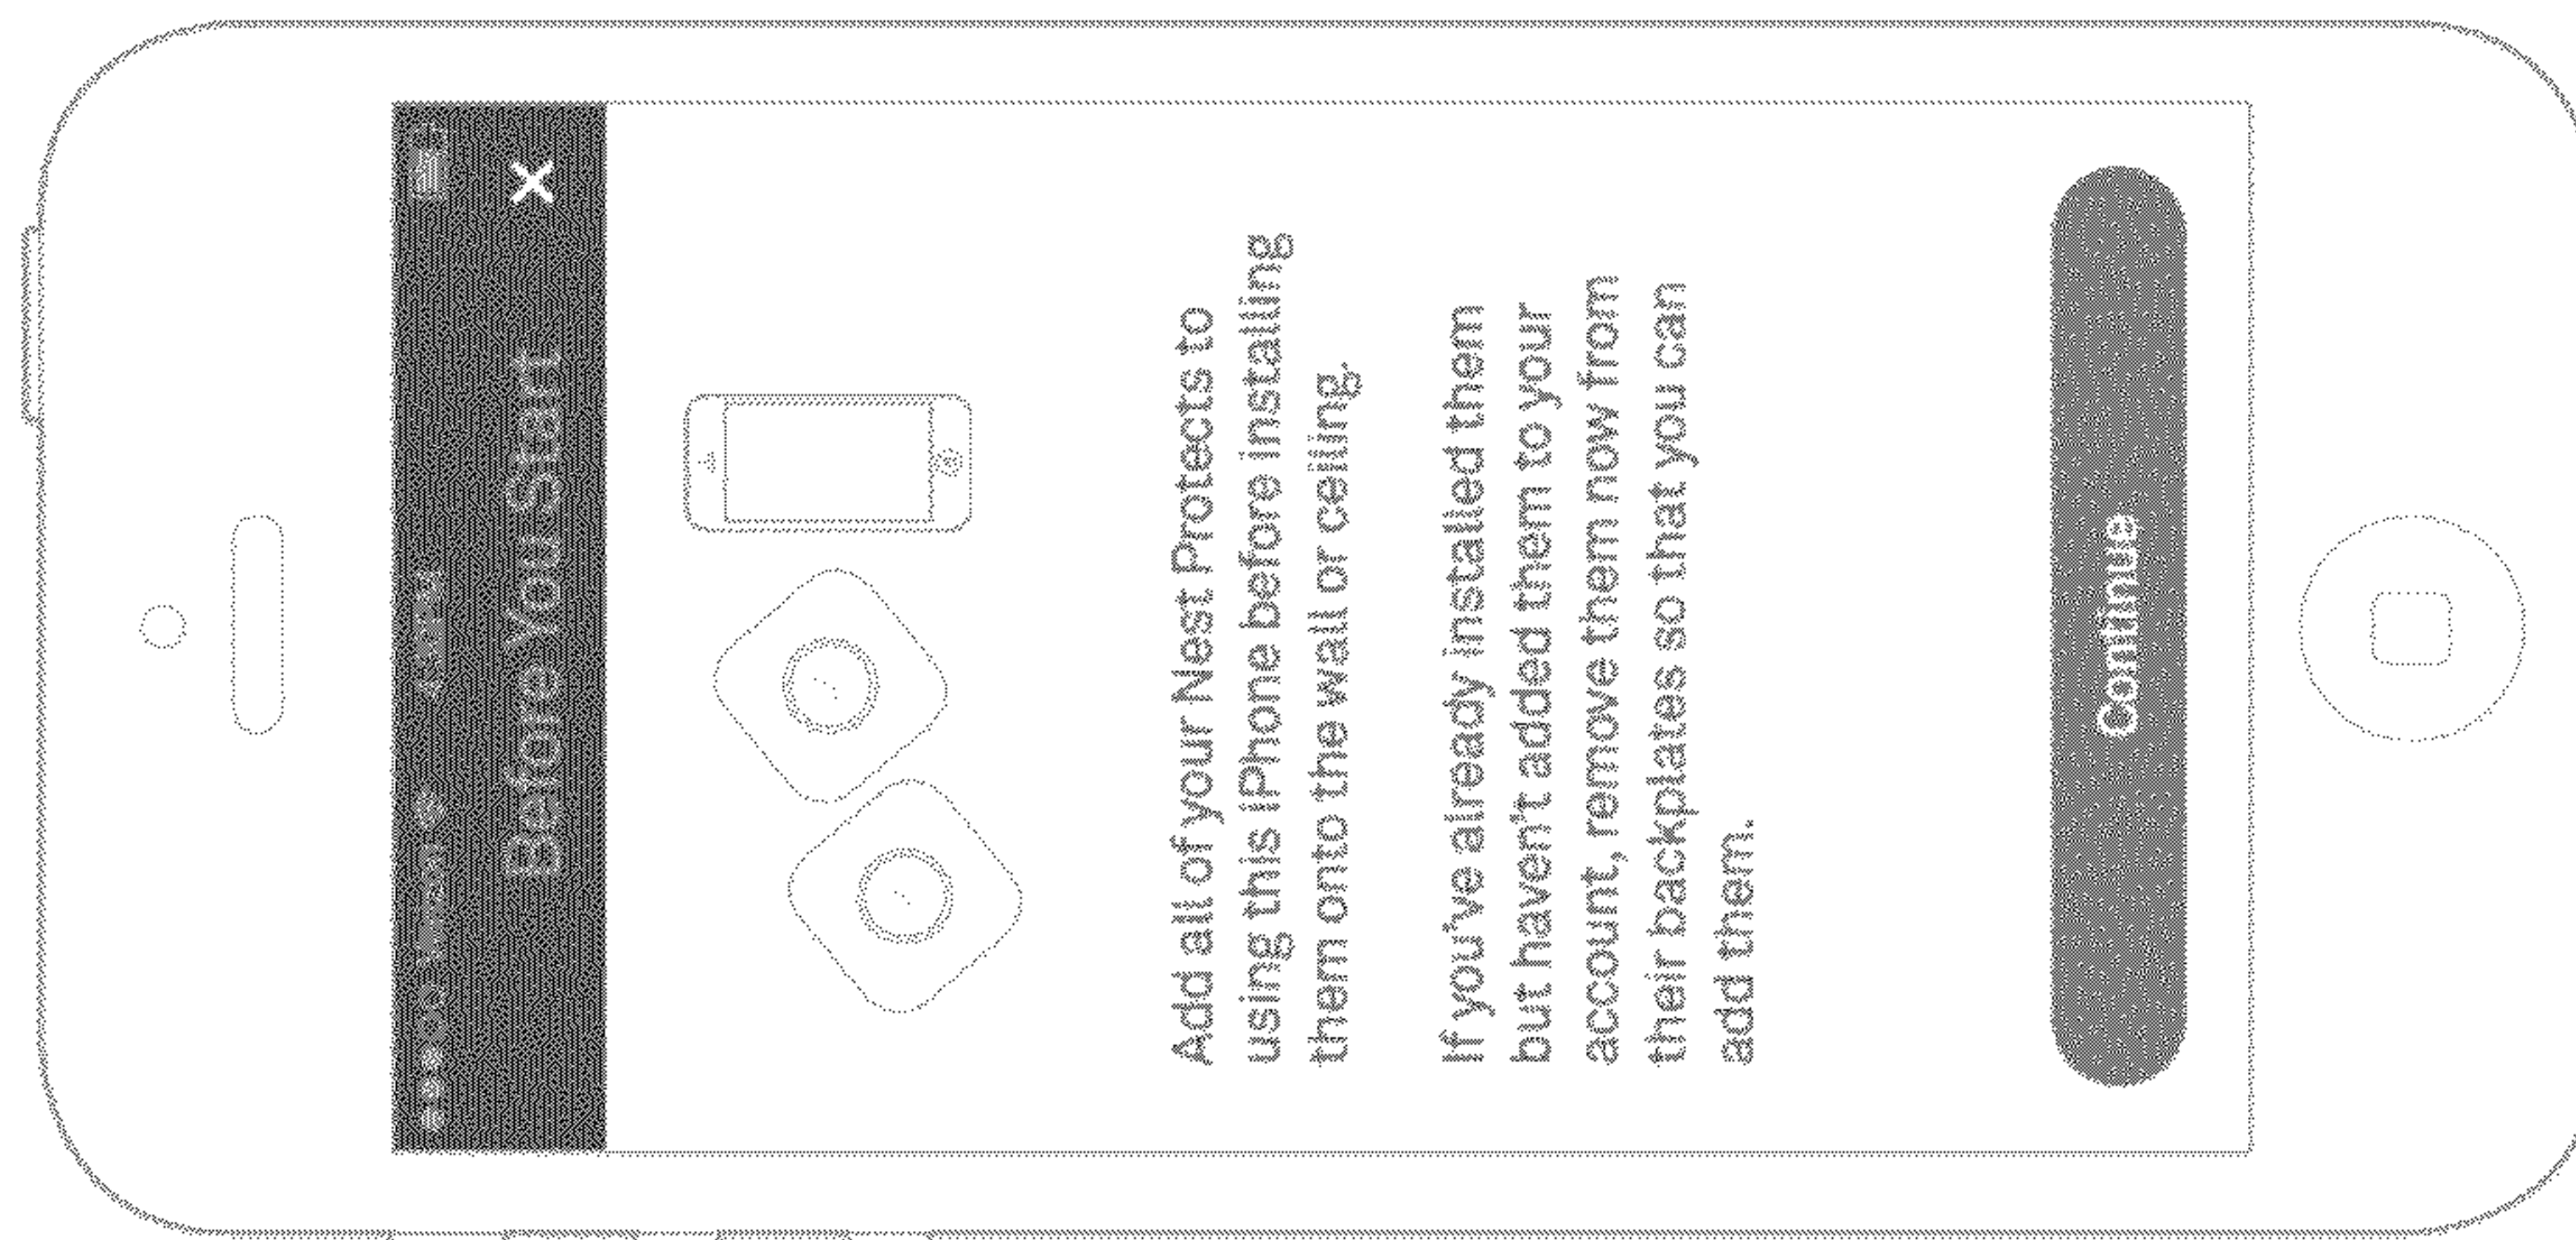 Before You Start
Add all of your Nest Protects to
using this iPhone before installing
them onto the wall or ceiling.
If you've already installed them
but haven't added them to your
account, remove them now from
their backplates so that you can
add them.
Continue